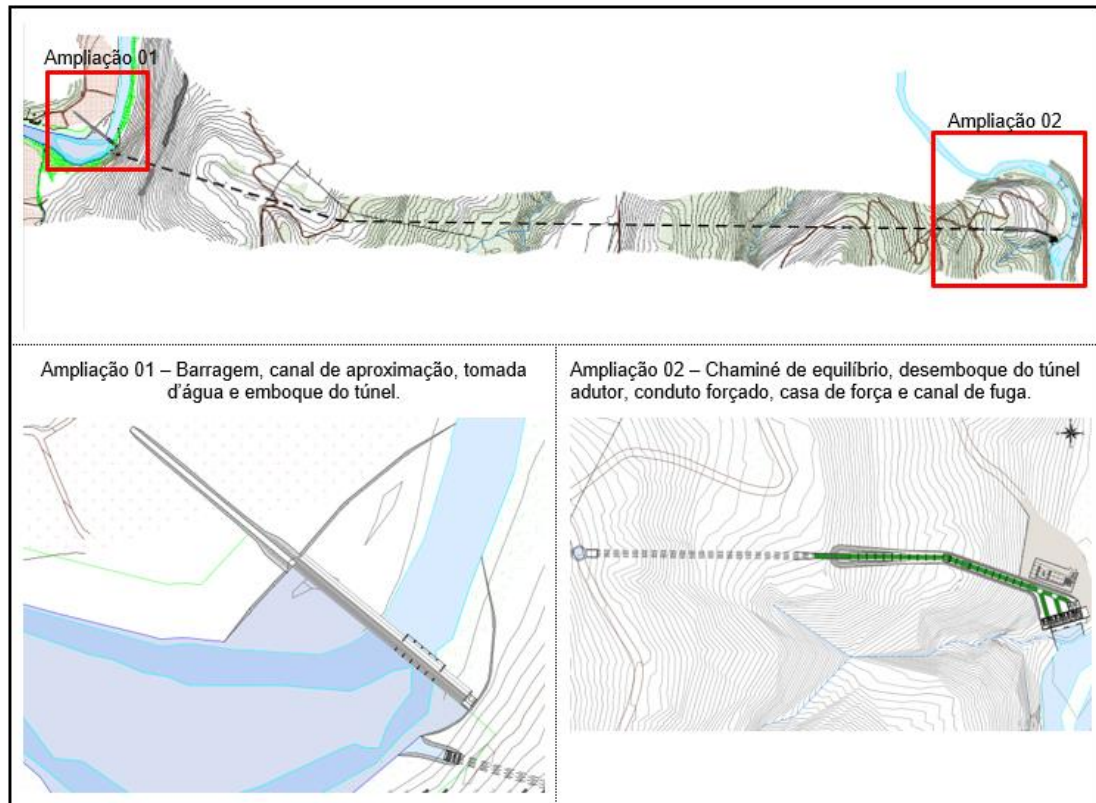 Ampliação 01
Ampliação 02
Ampliação 01 – Barragem, canal de aproximação, tomada
d’água e emboque do túnel.
Ampliação 02 – Chaminé de equilíbrio, desemboque do túnel
adutor, conduto forçado, casa de força e canal de fuga.